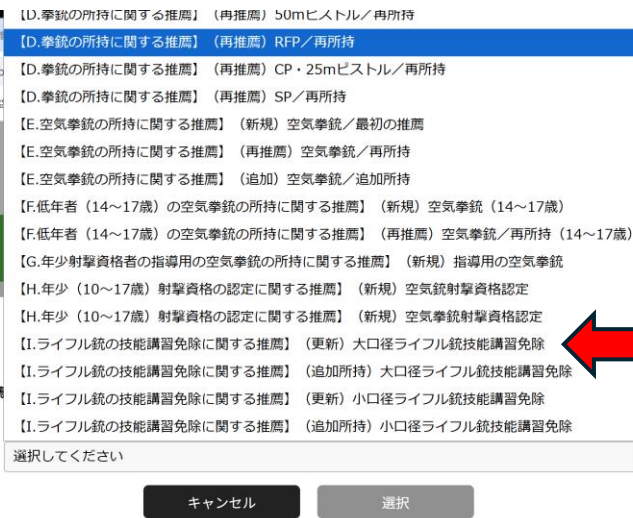 【D.拳銃の所持に関する推薦】（再推薦）50mピストル／再所持
【D.拳銃の所持に関する推薦】（再推薦）RFP／再所持
【D.拳銃の所持に関する推薦】（再推薦）CP・25mピストル／再所持
【D.拳銃の所持に関する推薦】（再推薦）SP／再所持
【E.空気拳銃の所持に関する推薦】（新規）空気拳銃／最初の推薦
【E.空気拳銃の所持に関する推薦】（再推薦）空気拳銃／再所持
【E.空気拳銃の所持に関する推薦】（追加）空気拳銃／追加所持
【F.低年者（14～17歳）の空気拳銃の所持に関する推薦】（新規）空気拳銃（14～17歳）
【F.低年者（14～17歳）の空気拳銃の所持に関する推薦】（再推薦）空気拳銃／再所持（14～17歳）
【G.年少射撃資格者の指導用の空気拳銃の所持に関する推薦】（新規）指導用の空気拳銃
【H.年少（10～17歳）射撃資格の認定に関する推薦】（新規）空気銃射撃資格認定
【H.年少（10～17歳）射撃資格の認定に関する推薦】（新規）空気拳銃射撃資格認定
【I.ライフル銃の技能講習免除に関する推薦】（更新）大口径ライフル銃技能講習免除
【I.ライフル銃の技能講習免除に関する推薦】（追加所持）大口径ライフル銃技能講習免除
【I.ライフル銃の技能講習免除に関する推薦】（更新）小口径ライフル銃技能講習免除
【I.ライフル銃の技能講習免除に関する推薦】（追加所持）小口径ライフル銃技能講習免除
選択してください
キャンセル
選択